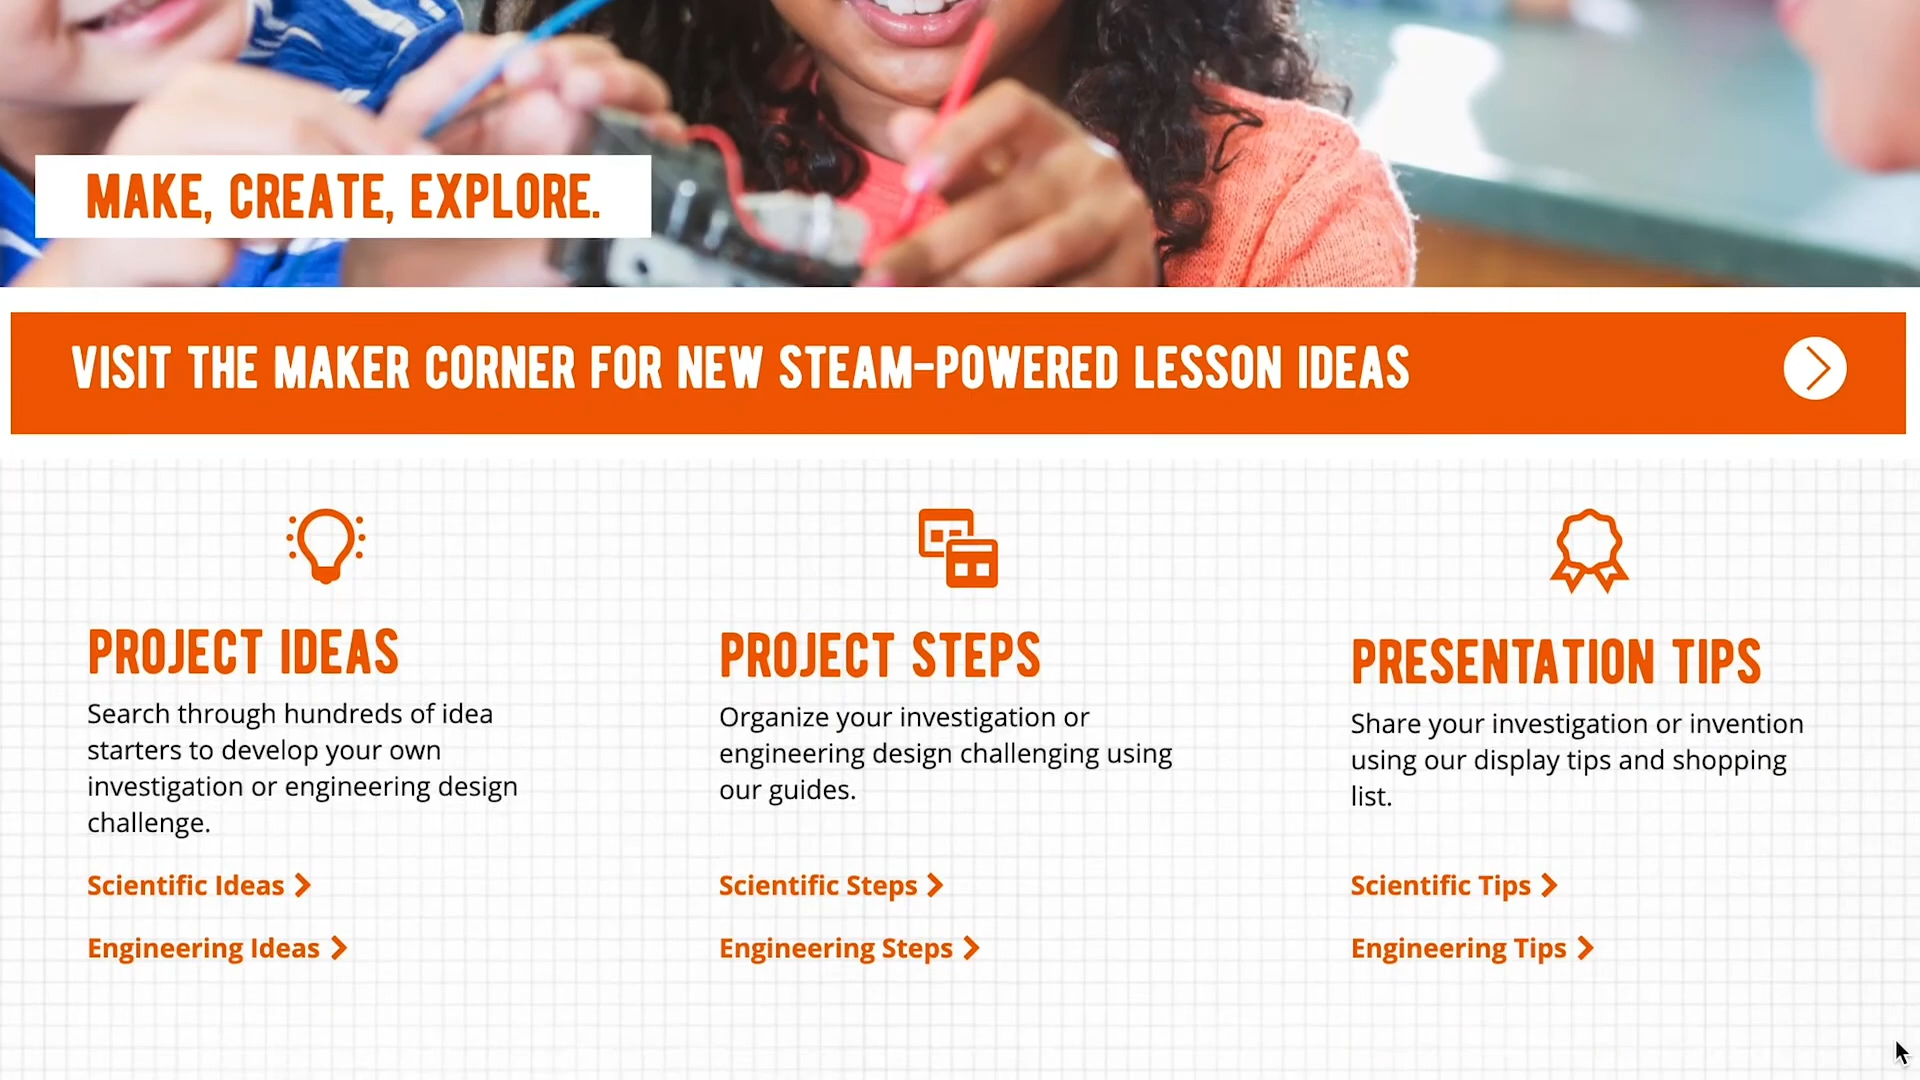 MAKE, CREATE, EXPLORE.
VISIT THE MAKER CORNER FOR NEW STEAM-POWERED LESSON IDEAS
PROJECT IDEAS
Search through hundreds of idea
starters to develop your own
investigation or engineering design
challenge.
Scientific Ideas
Engineering Ideas
PROJECT STEPS
Organize your investigation or
engineering design challenging using
our guides.
Scientific Steps
Engineering Steps
PRESENTATION TIPS
Share your investigation or invention
using our display tips and shopping
list.
Scientific Tips
Engineering Tips